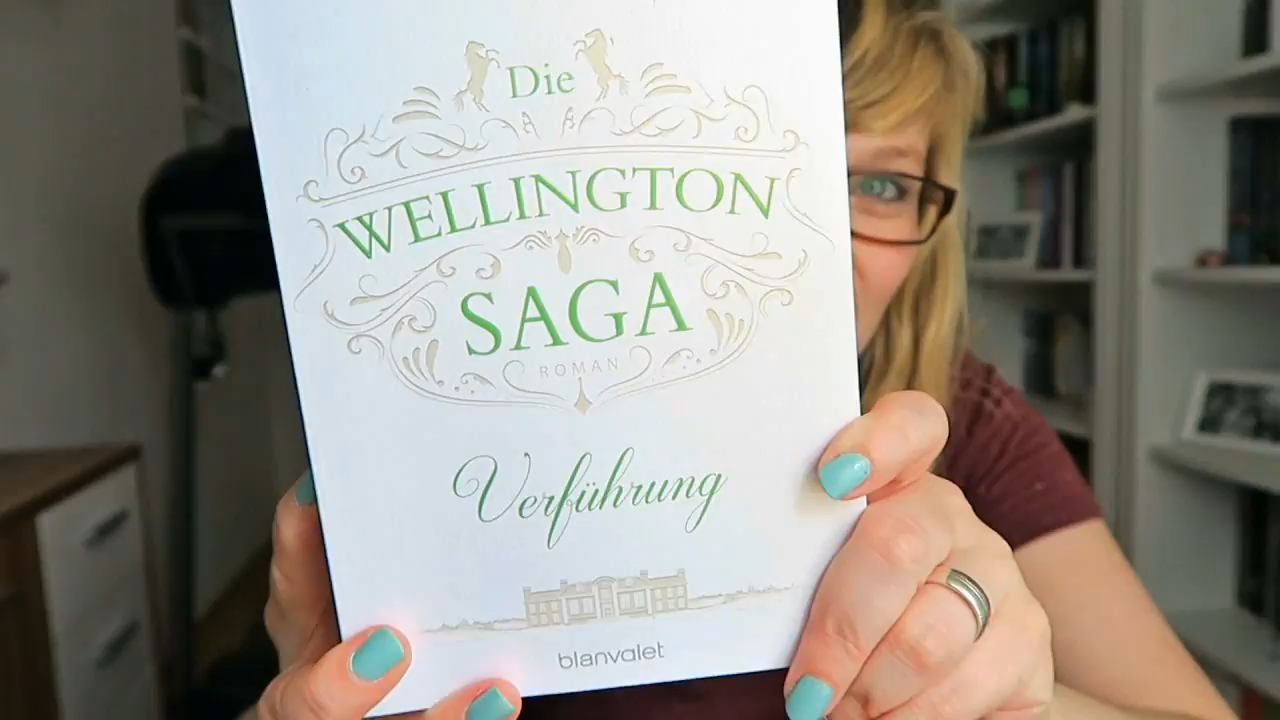 Die
WELLINGTON
SAGA
ROMAN
Verführung
blanvalet